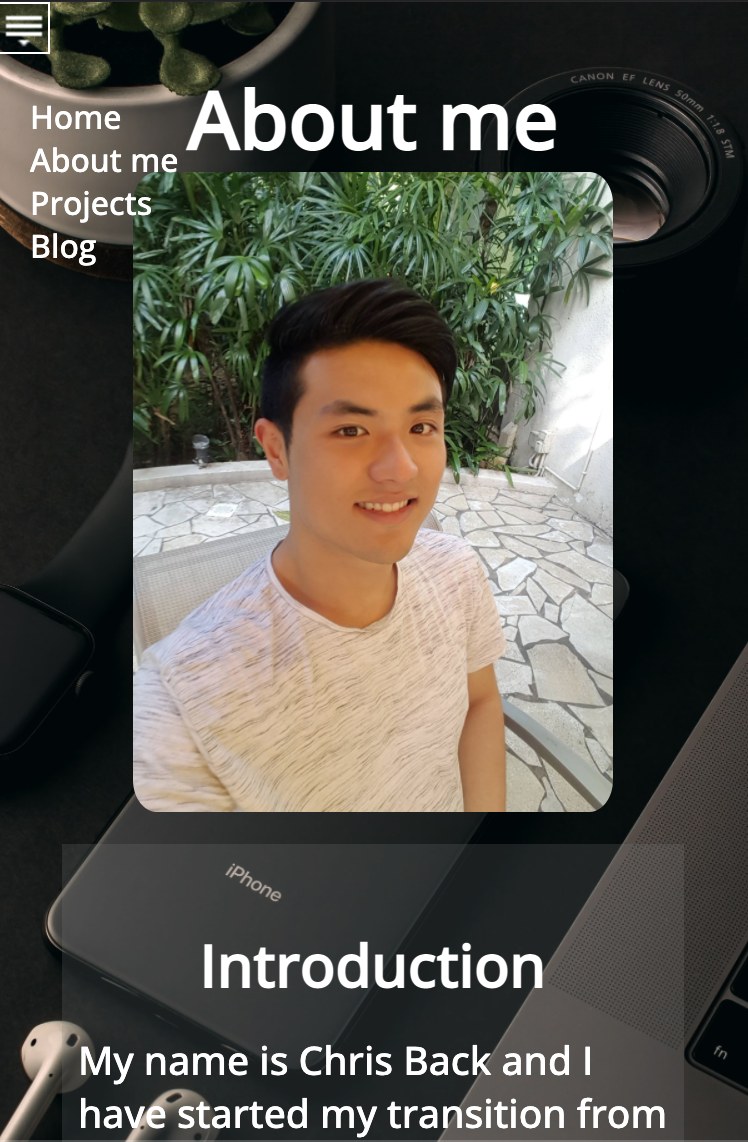 CANON EF LENS 50mm 1:1.8 STM
About me
Home
About me
Projects
Blog
iPhone
Introduction
My name is Chris Back and I
have started my transition from
fn